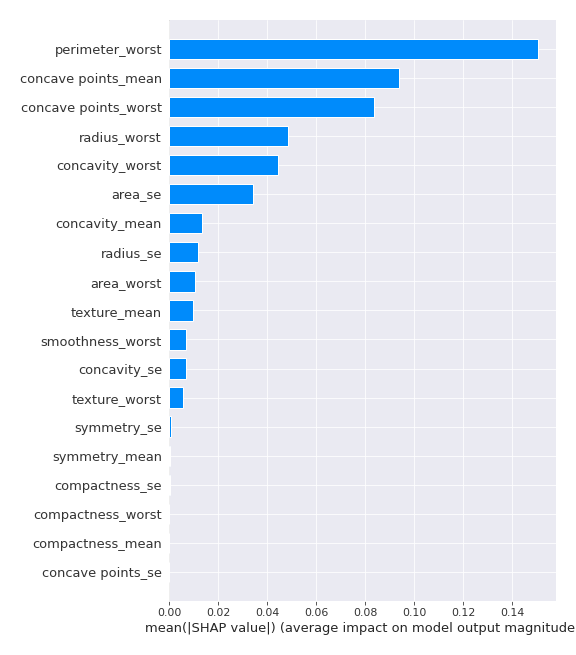 perimeter_worst
concave points_mean
concave points_worst
radius_worst
concavity_worst
area_se
concavity_mean
radius_se
area_worst
texture_mean
smoothness_worst
concavity_se
texture_worst
symmetry_se
symmetry_mean
compactness_se
compactness_worst
compactness_mean
concave points_se
0.00 0.02 0.04 0.06 0.08 0.10 0.12 0.14
mean(|SHAP value|) (average impact on model output magnitude